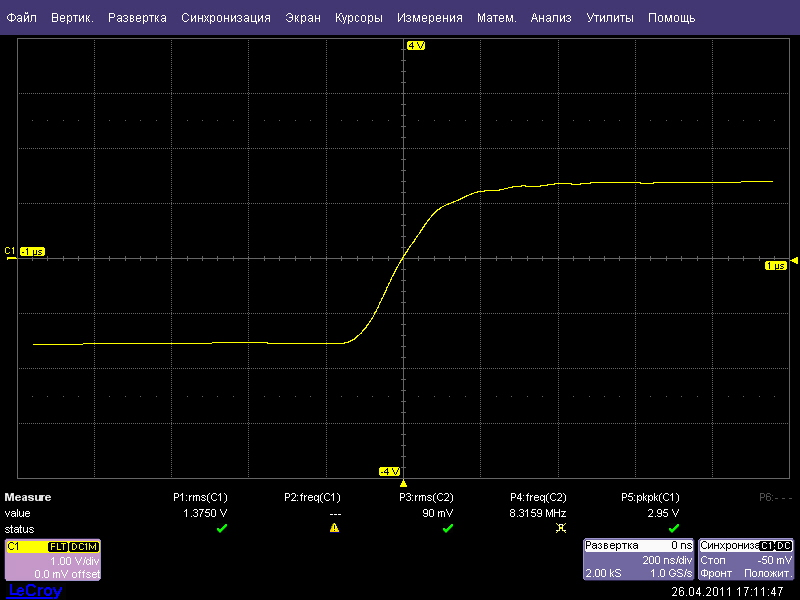 Файл Вертик. Развертка Синхронизация Экран Курсоры Измерения Матем. Анализ Утилиты Помощь
4 V
C1 -1 µs
1 µs
-4 V
Measure P1:rms(C1) P2:freq(C1) P3:rms(C2) P4:freq(C2) P5:pkpk(C1) P6:- - -
value 1.3750 V --- 90 mV 8.3159 MHz 2.95 V
status
C1 FLT DC1M
1.00 V/div
0.0 mV offset
Развертка 0 ns
200 ns/div
2.00 kS 1.0 GS/s
Синхрониза C1 DC
Стоп -50 mV
Фронт Положит.
LeCroy
26.04.2011 17:11:47